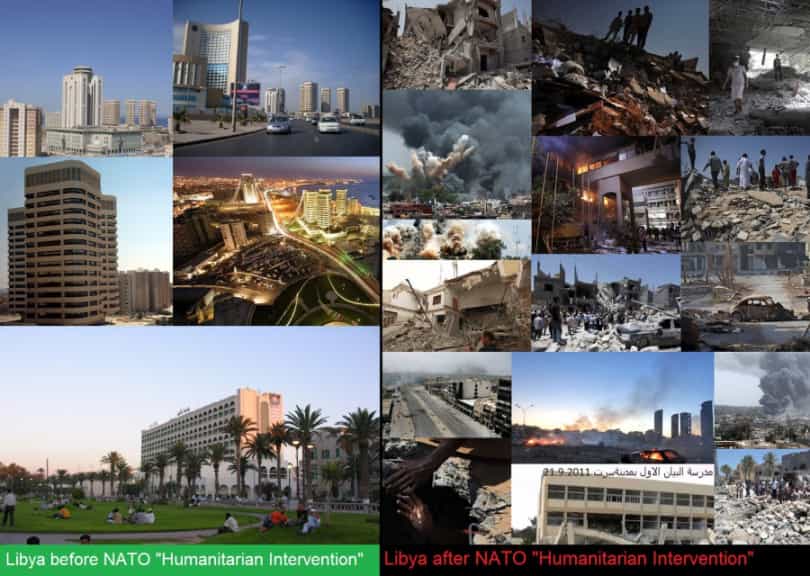 مدرسة البيان الاول بمدينة سرت 21.9.2011
Libya before NATO "Humanitarian Intervention"
Libya after NATO "Humanitarian Intervention"